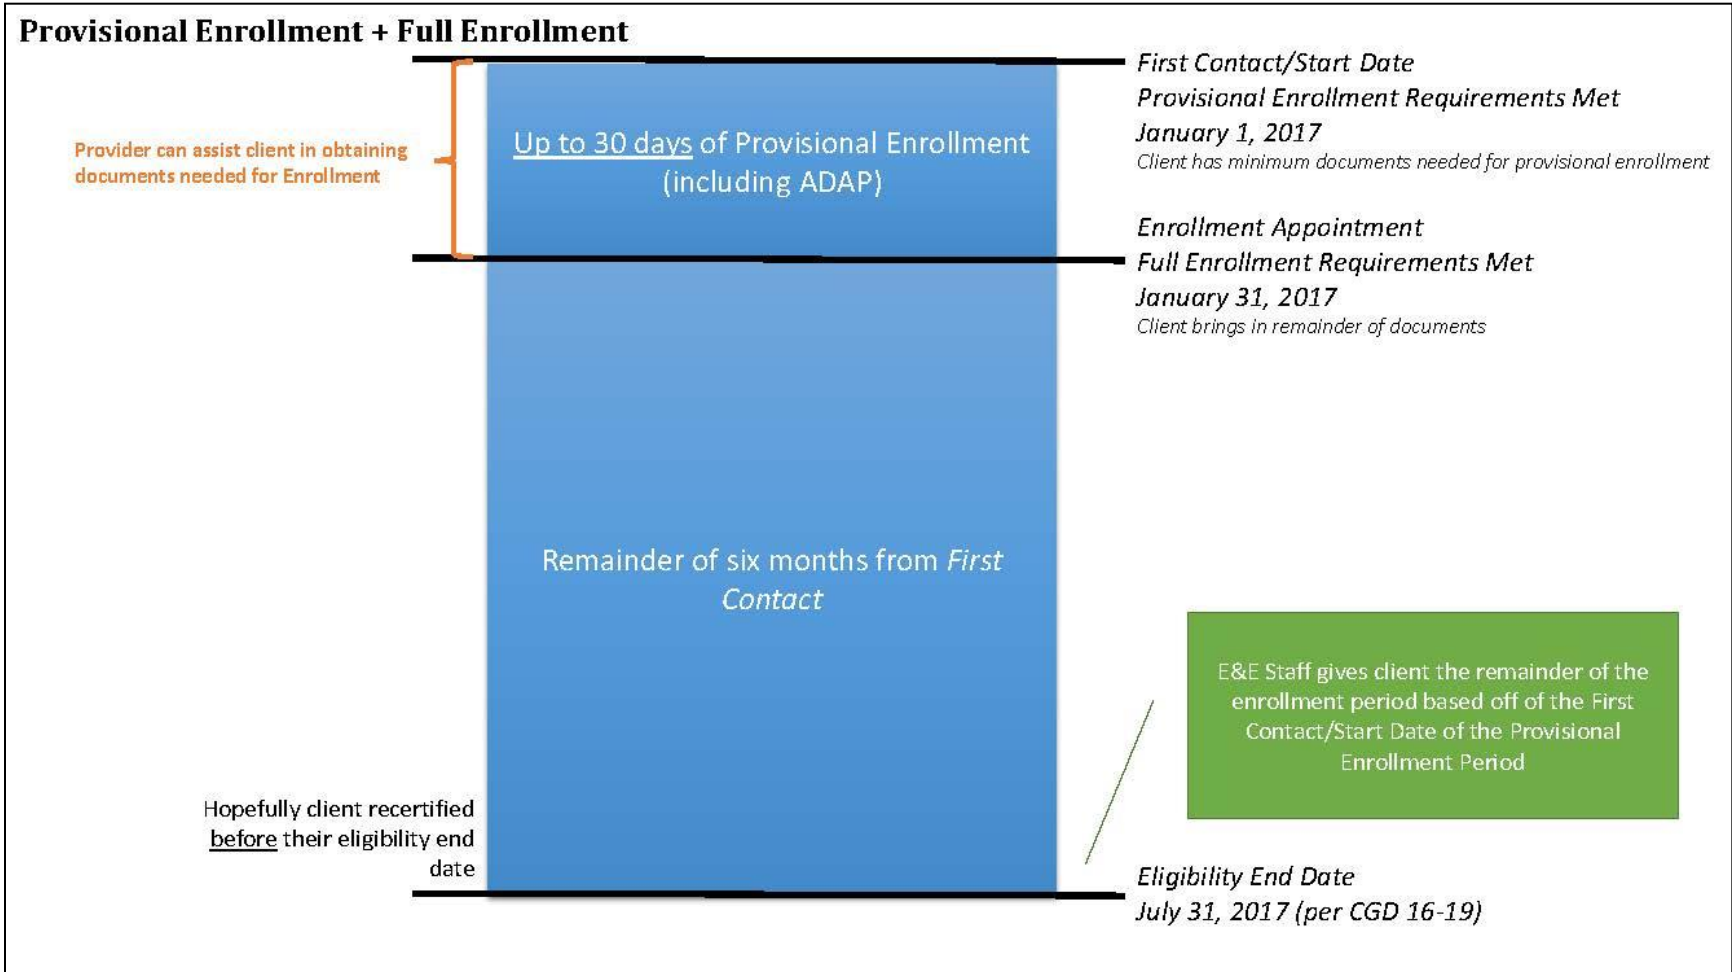 Provisional Enrollment + Full Enrollment
First Contact/Start Date
Provisional Enrollment Requirements Met
January 1, 2017
Client has minimum documents needed for provisional enrollment
Provider can assist client in obtaining
documents needed for Enrollment
Up to 30 days of Provisional Enrollment
(including ADAP)
Enrollment Appointment
Full Enrollment Requirements Met
January 31, 2017
Client brings in remainder of documents
Remainder of six months from First
Contact
E&E Staff gives client the remainder of the
enrollment period based off of the First
Contact/Start Date of the Provisional
Enrollment Period
Hopefully client recertified
before their eligibility end
date
Eligibility End Date
July 31, 2017 (per CGD 16-19)